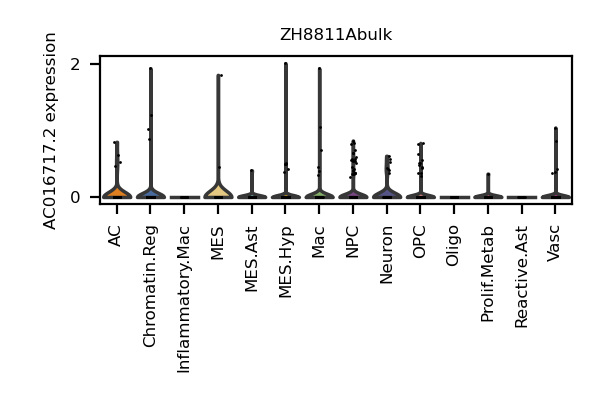 ZH8811Abulk
AC016717.2 expression
2
0
AC
Chromatin.Reg
Inflammatory.Mac
MES
MES.Ast
MES.Hyp
Mac
NPC
Neuron
OPC
Oligo
Prolif.Metab
Reactive.Ast
Vasc